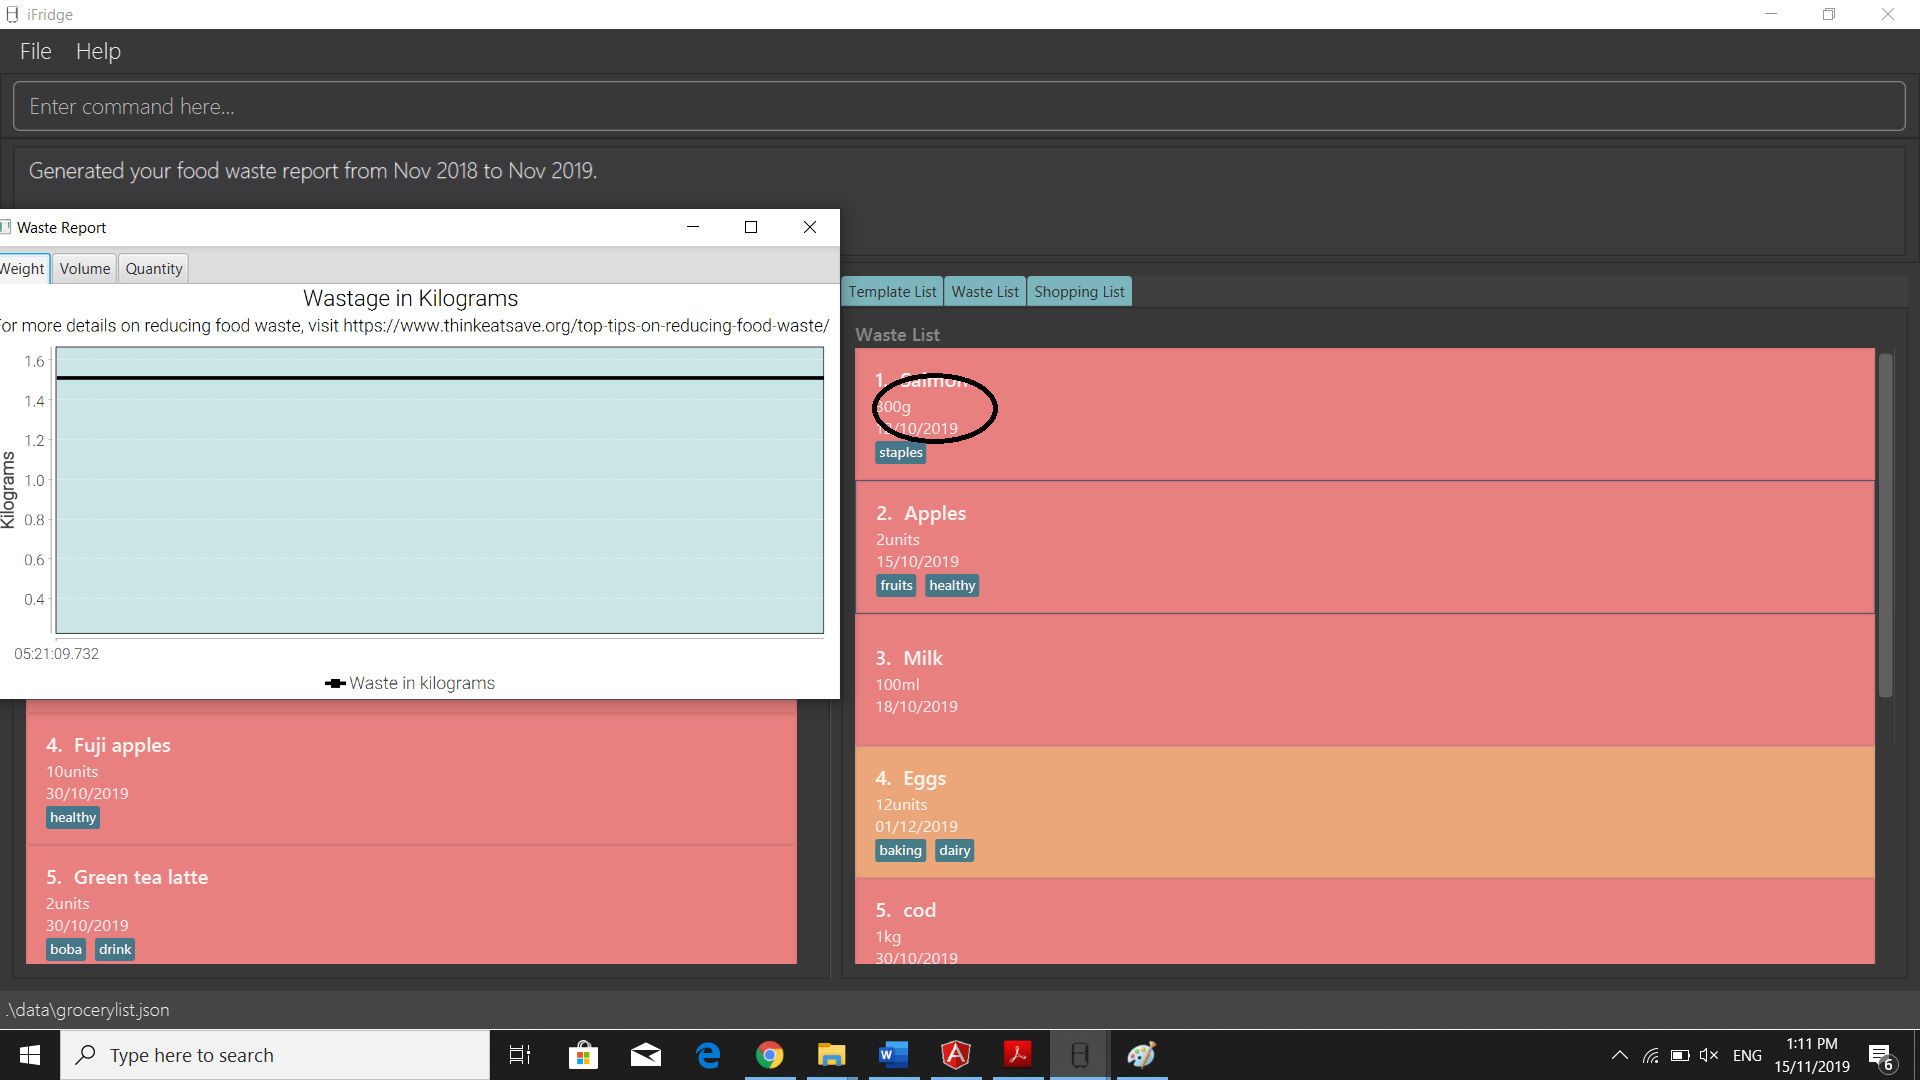 iFridge
File Help
Enter command here...
Generated your food waste report from Nov 2018 to Nov 2019.
Waste Report
Weight Volume Quantity
Wastage in Kilograms
For more details on reducing food waste, visit https://www.thinkeatsave.org/top-tips-on-reducing-food-waste/
Kilograms
1.6
1.4
1.2
1.0
0.8
0.6
0.4
05:21:09.732
Waste in kilograms
4. Fuji apples
10units
30/10/2019
healthy
5. Green tea latte
2units
30/10/2019
boba drink
Template List Waste List Shopping List
Waste List
1. Salmon
300g
/10/2019
staples
2. Apples
2units
15/10/2019
fruits healthy
3. Milk
100ml
18/10/2019
4. Eggs
12units
01/12/2019
baking dairy
5. cod
1kg
30/10/2019
.\data\grocerylist.json
Type here to search
ENG
1:11 PM
15/11/2019
6